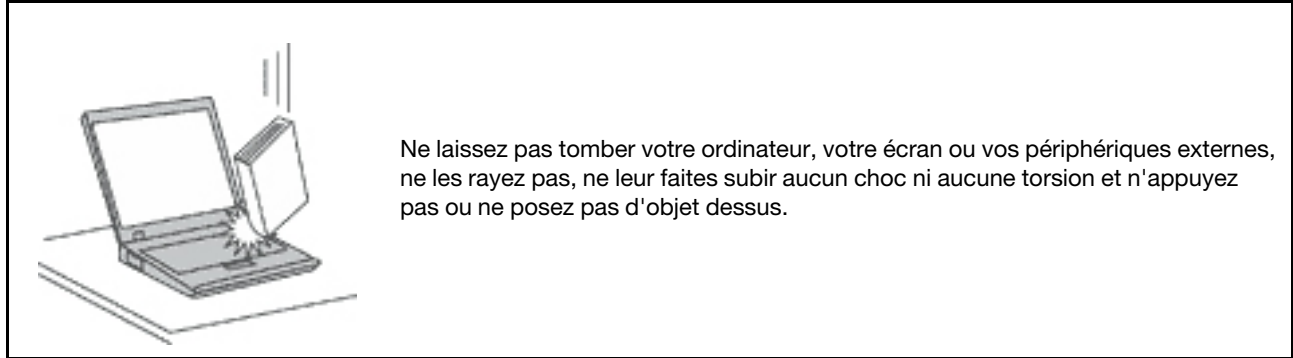 Ne laissez pas tomber votre ordinateur, votre écran ou vos périphériques externes,
ne les rayez pas, ne leur faites subir aucun choc ni aucune torsion et n'appuyez
pas ou ne posez pas d'objet dessus.